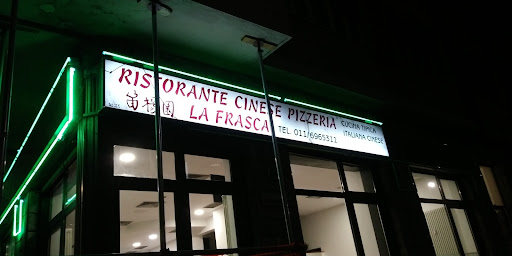 RISTORANTE CINESE PIZZERIA
LA FRASCA
CUCINA TIPICA
ITALIANA CINESE
TEL. 011/6965311